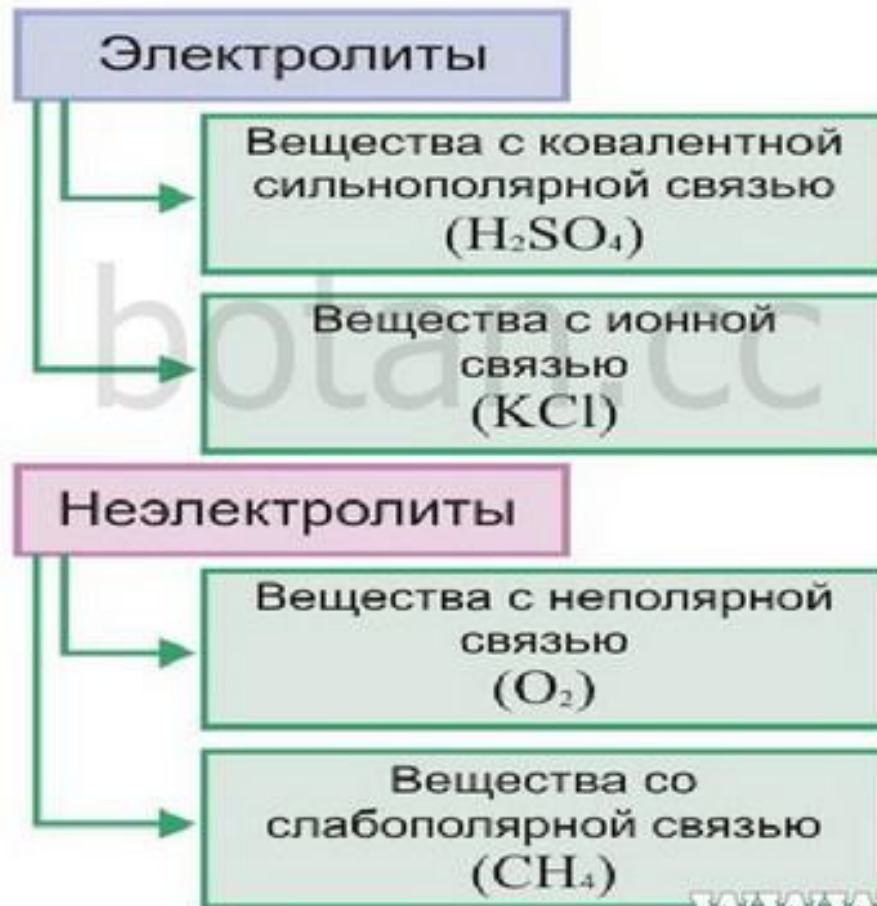 Электролиты
Вещества с ковалентной
сильнополярной связью
(H₂SO₄)
Вещества с ионной
связью
(KCl)
botan.cc
Неэлектролиты
Вещества с неполярной
связью
(O₂)
Вещества со
слабополярной связью
(CH₄)